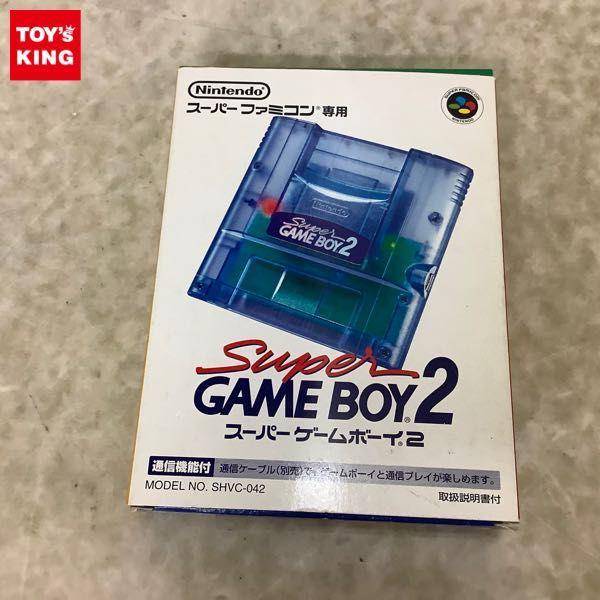 TOY'S
KING
Nintendo
スーパーファミコン®専用
SUPER FAMICOM
NINTENDO
Nintendo
Super
GAME BOY 2
Super
GAME BOY®2
スーパーゲームボーイ®2
通信機能付 通信ケーブル(別売)で、ゲームボーイと通信プレイが楽しめます。
MODEL NO. SHVC-042
取扱説明書付